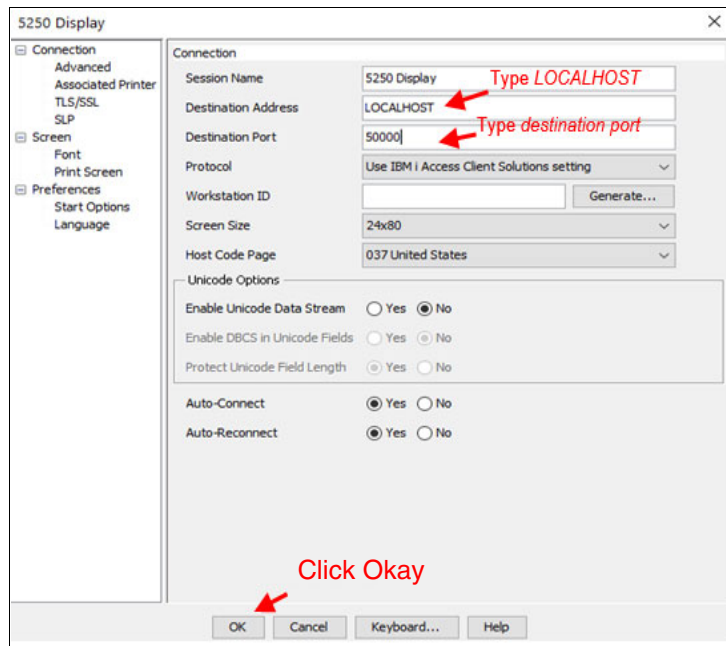 5250 Display
Connection
Advanced
Associated Printer
TLS/SSL
SLP
Screen
Font
Print Screen
Preferences
Start Options
Language
Connection
Session Name 5250 Display Type LOCALHOST
Destination Address LOCALHOST
Destination Port 50000 Type destination port
Protocol Use IBM i Access Client Solutions setting
Workstation ID Generate...
Screen Size 24x80
Host Code Page 037 United States
Unicode Options
Enable Unicode Data Stream Yes No
Enable DBCS in Unicode Fields Yes No
Protect Unicode Field Length Yes No
Auto-Connect Yes No
Auto-Reconnect Yes No
Click Okay
OK Cancel Keyboard... Help